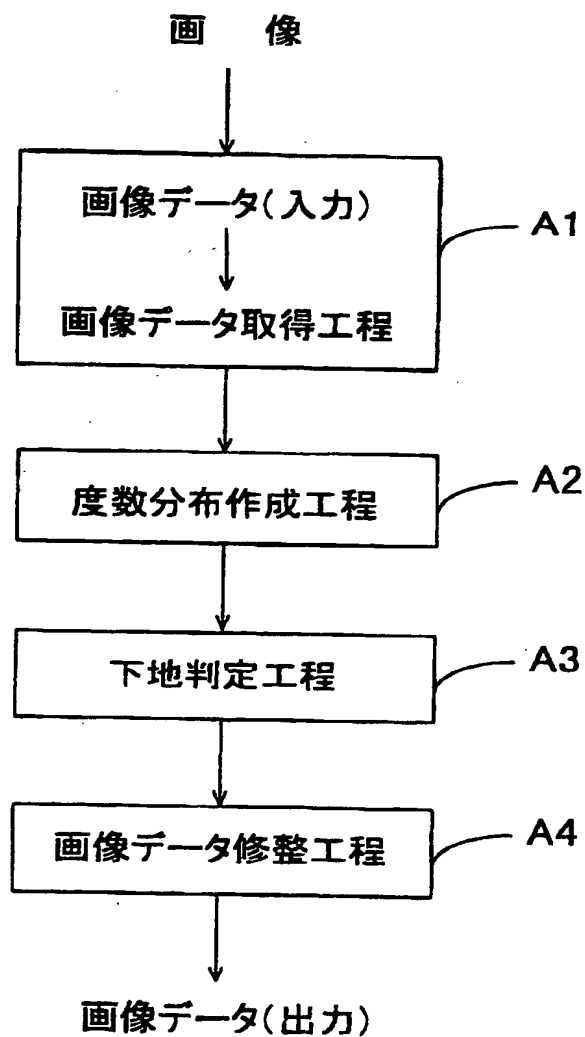 画 像
画像データ(入力)
A1
画像データ取得工程
度数分布作成工程
A2
下地判定工程
A3
画像データ修整工程
A4
画像データ(出力)